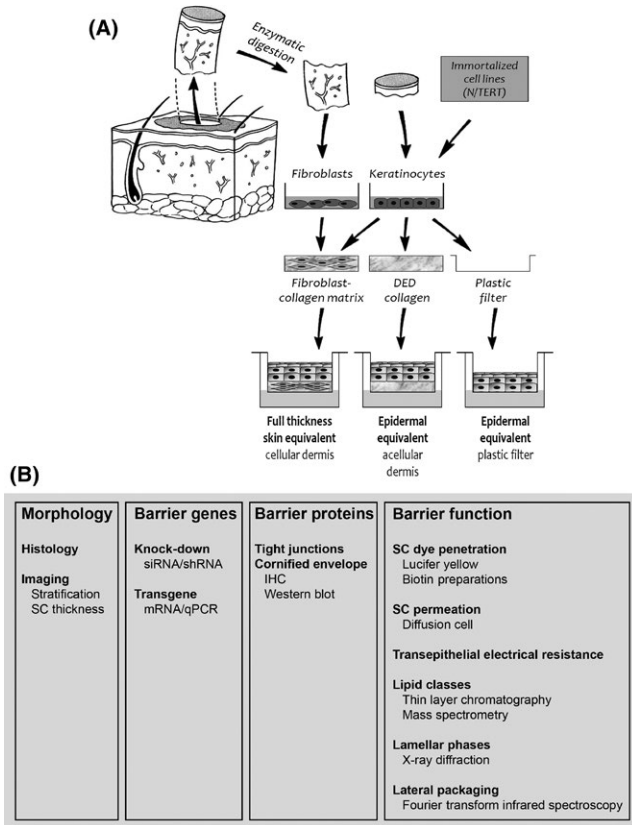 (A)
Enzymatic
digestion
Immortalized
cell lines
(N/TERT)
Fibroblasts
Keratinocytes
Fibroblast-
collagen matrix
DED
collagen
Plastic
filter
Full thickness
skin equivalent
cellular dermis
Epidermal
equivalent
acellular
dermis
Epidermal
equivalent
plastic filter
(B)
Morphology
Histology
Imaging
Stratification
SC thickness
Barrier genes
Knock-down
siRNA/shRNA
Transgene
mRNA/qPCR
Barrier proteins
Tight junctions
Cornified envelope
IHC
Western blot
Barrier function
SC dye penetration
Lucifer yellow
Biotin preparations
SC permeation
Diffusion cell
Transepithelial electrical resistance
Lipid classes
Thin layer chromatography
Mass spectrometry
Lamellar phases
X-ray diffraction
Lateral packaging
Fourier transform infrared spectroscopy